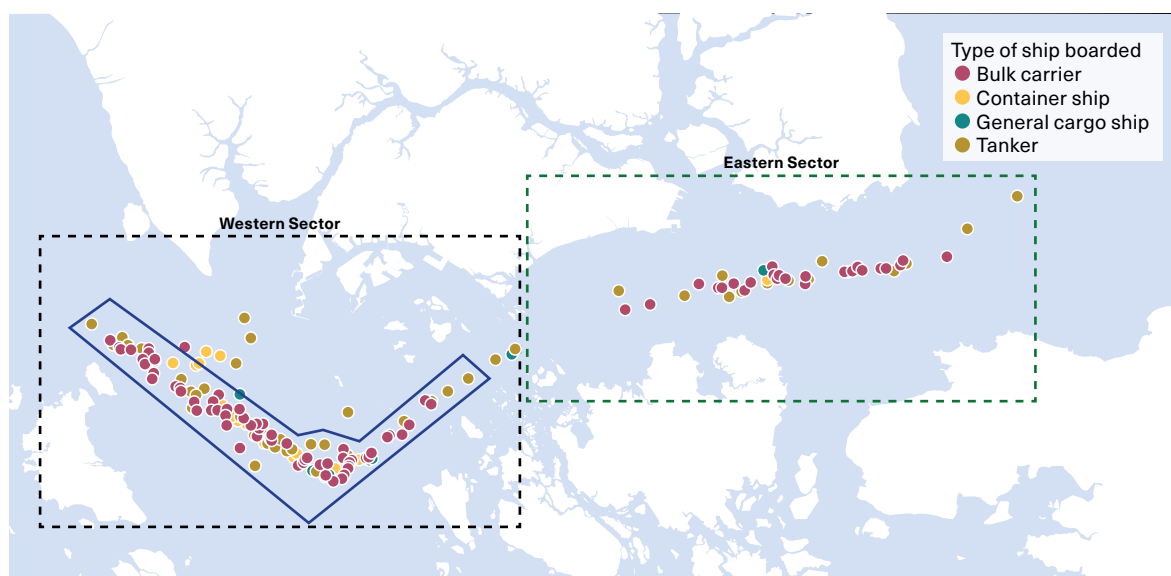 Type of ship boarded
Bulk carrier
Container ship
General cargo ship
Tanker
Eastern Sector
Western Sector